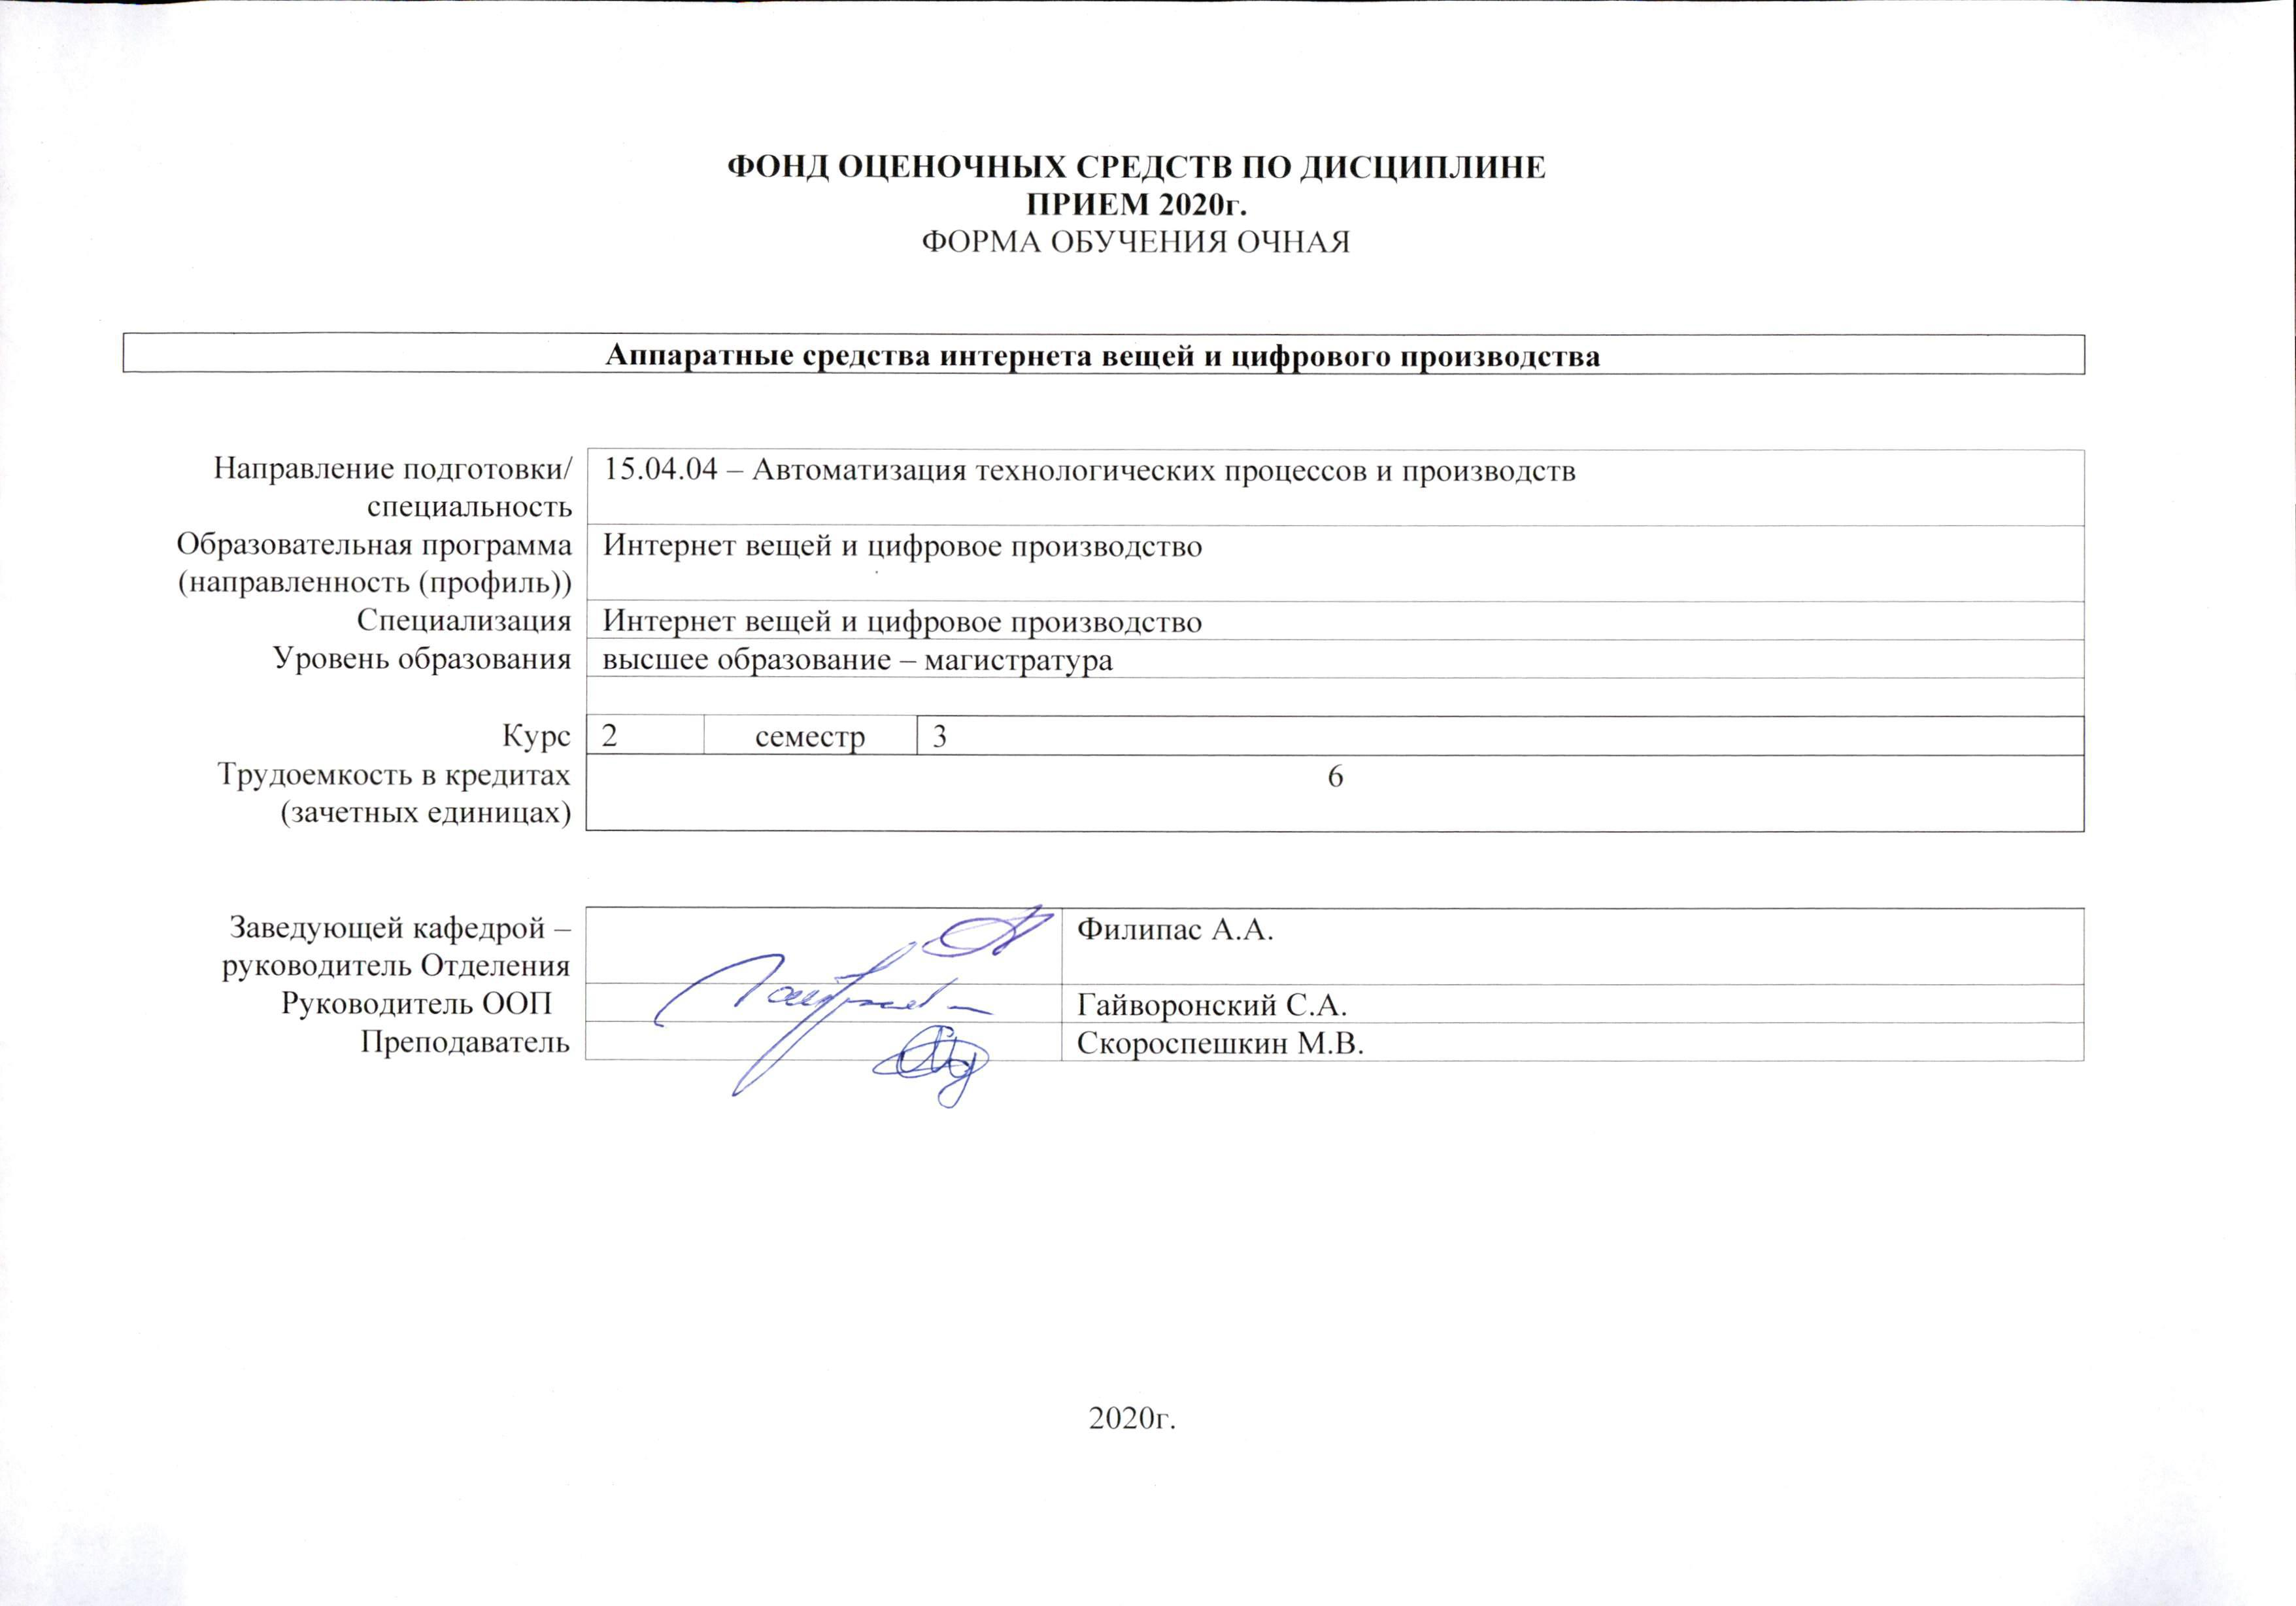 ФОНД ОЦЕНОЧНЫХ СРЕДСТВ ПО ДИСЦИПЛИНЕ
ПРИЕМ 2020г.
ФОРМА ОБУЧЕНИЯ ОЧНАЯ
Аппаратные средства интернета вещей и цифрового производства
Направление подготовки/ 15.04.04 – Автоматизация технологических процессов и производств
специальность
Образовательная программа Интернет вещей и цифровое производство
(направленность (профиль))
Специализация Интернет вещей и цифровое производство
Уровень образования высшее образование – магистратура
Курс 2 семестр 3
Трудоемкость в кредитах 6
(зачетных единицах)
Заведующей кафедрой – Филипас А.А.
руководитель Отделения
Руководитель ООП Гайворонский С.А.
Преподаватель Скороспешкин М.В.
2020г.